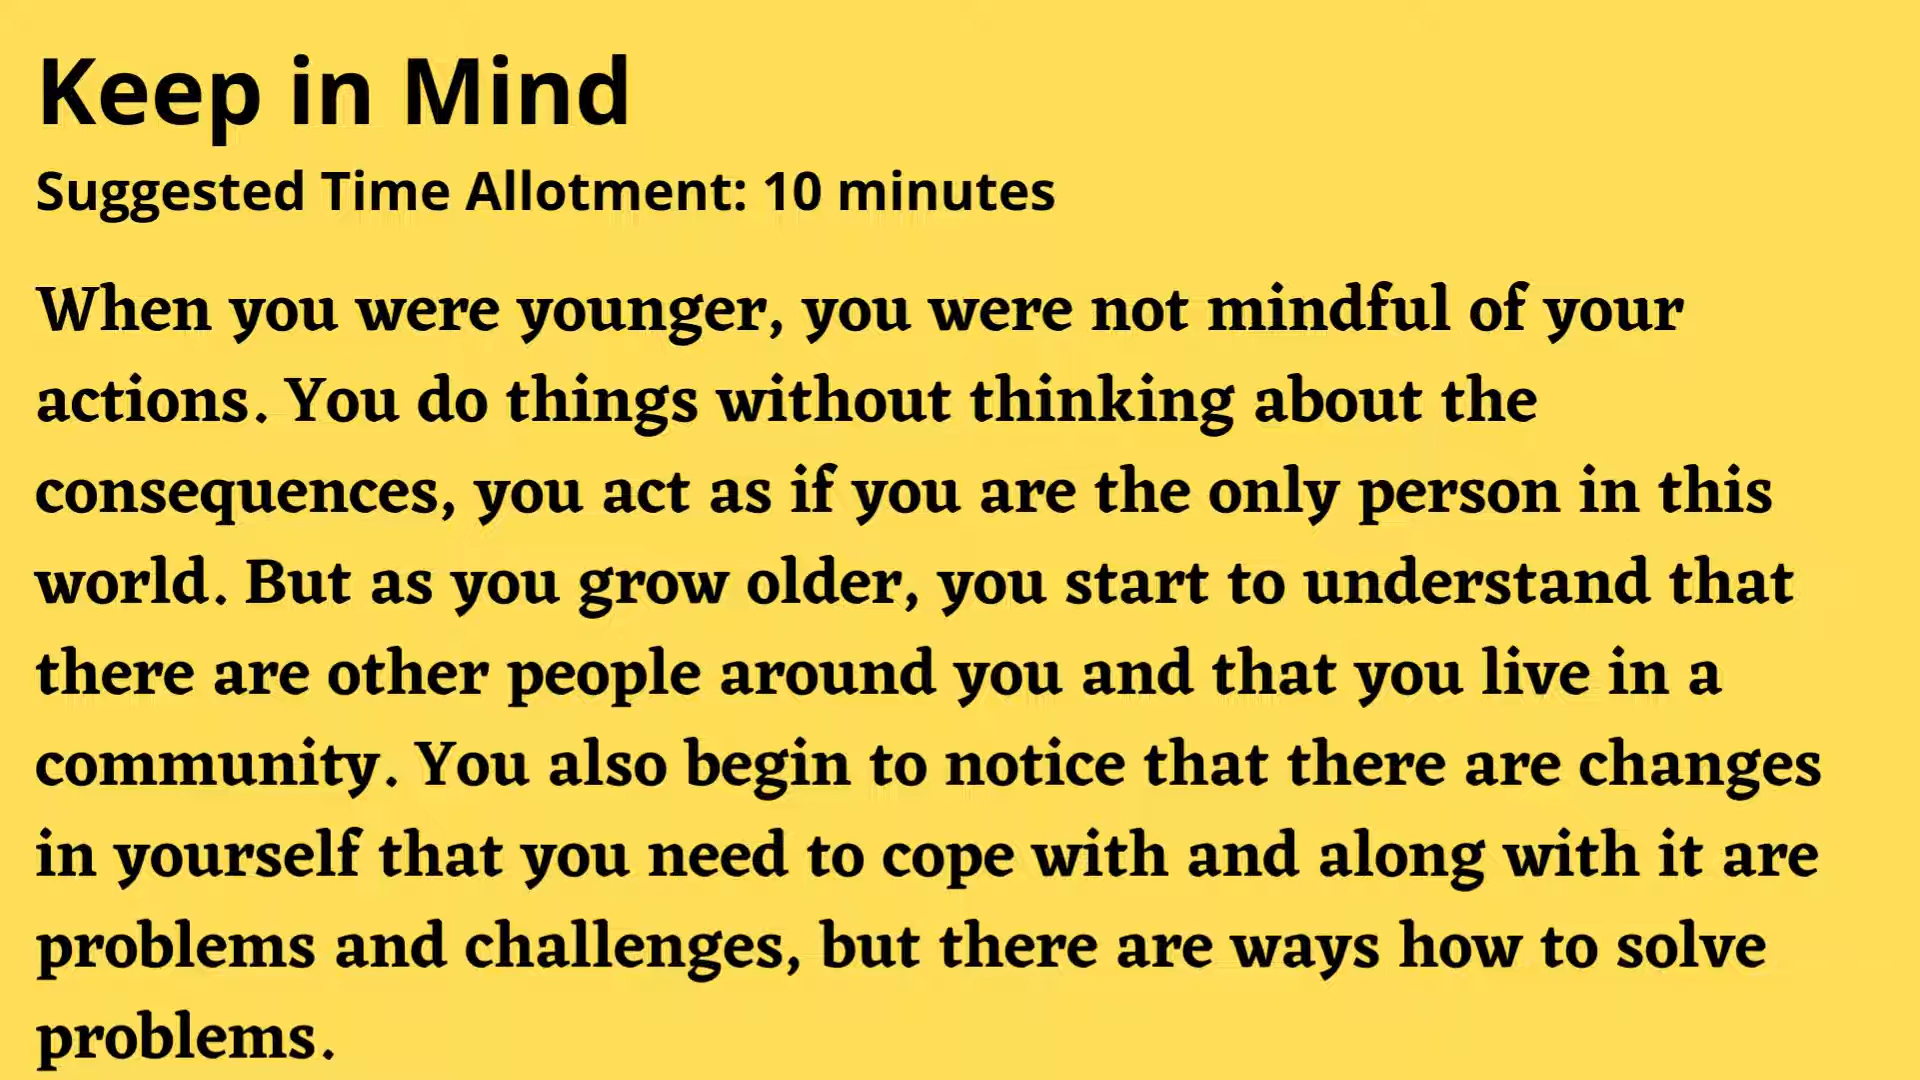 Keep in Mind
Suggested Time Allotment: 10 minutes
When you were younger, you were not mindful of your
actions. You do things without thinking about the
consequences, you act as if you are the only person in this
world. But as you grow older, you start to understand that
there are other people around you and that you live in a
community. You also begin to notice that there are changes
in yourself that you need to cope with and along with it are
problems and challenges, but there are ways how to solve
problems.